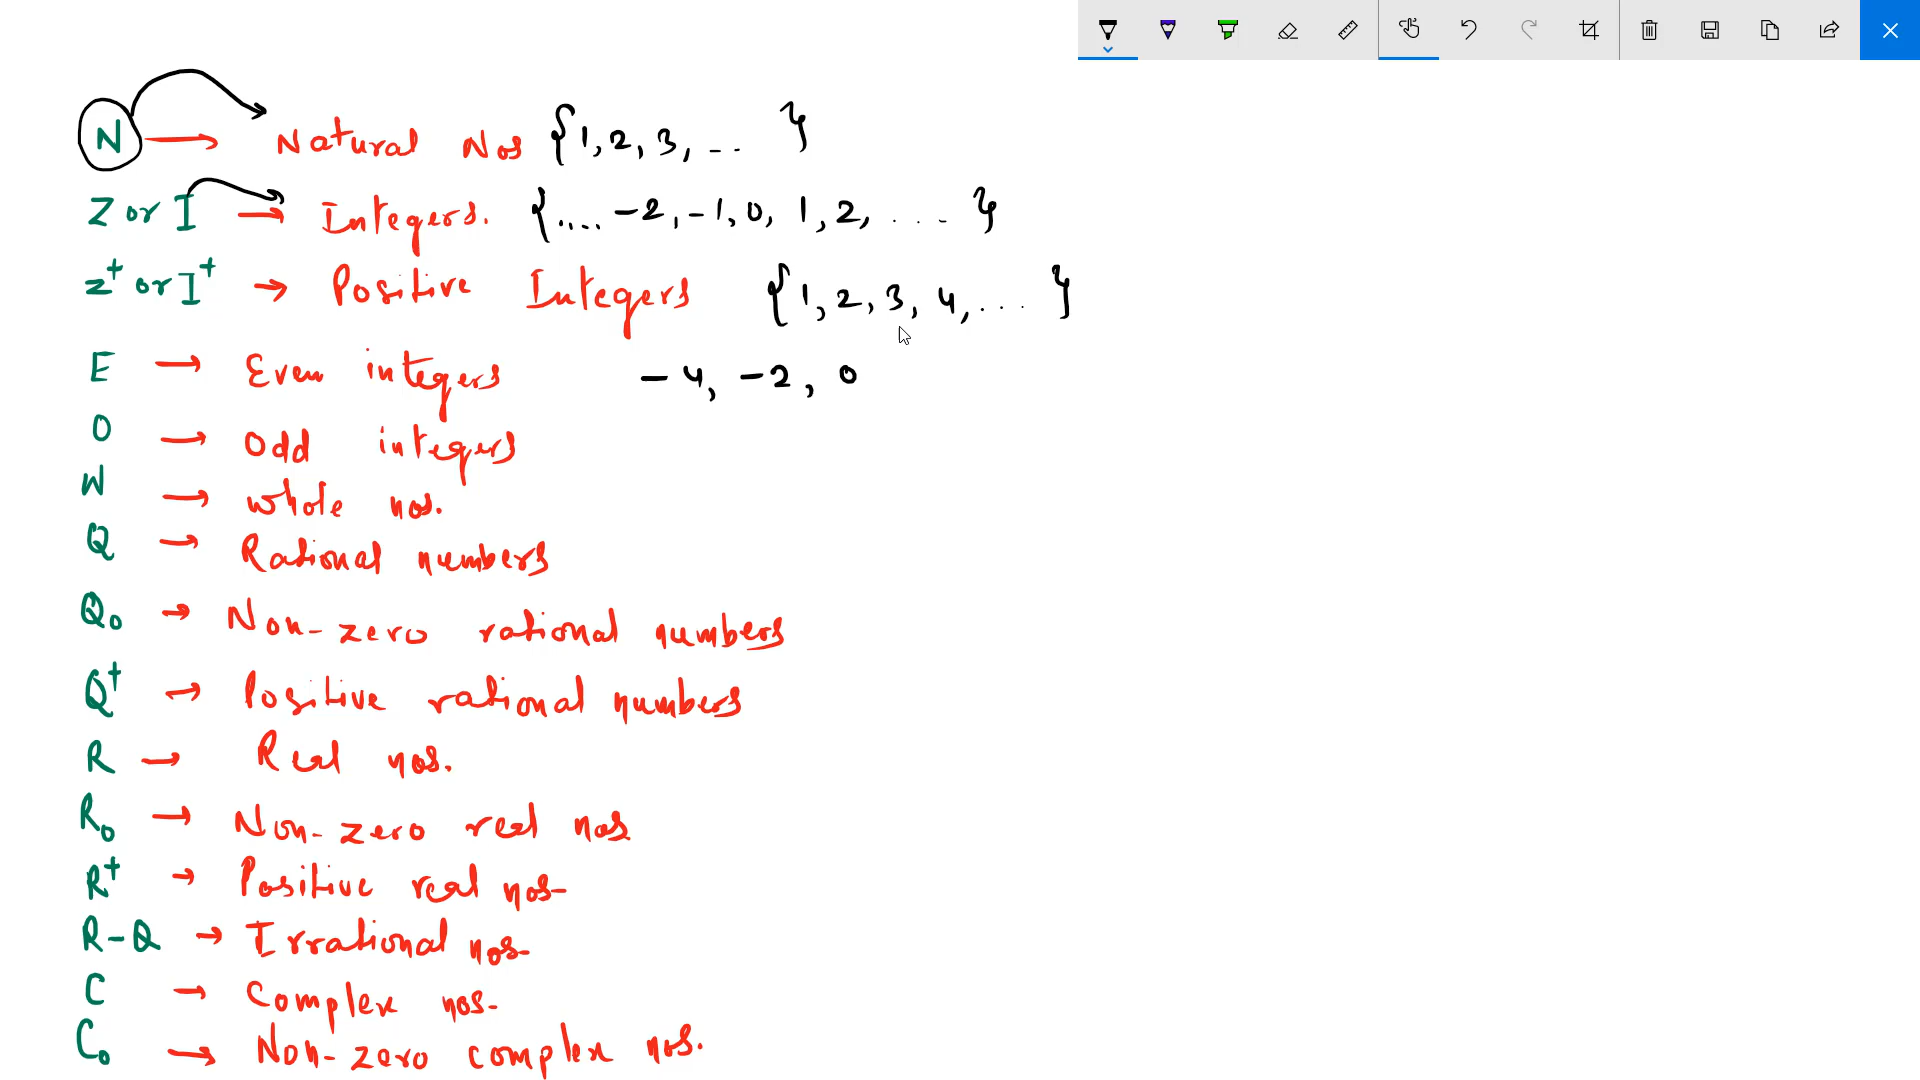 N → Natural Nos {1, 2, 3, ... }
Z or I → Integers. {.... -2, -1, 0, 1, 2, .... }
Z⁺ or I⁺ → Positive Integers {1, 2, 3, 4, .... }
E → Even integers -4, -2, 0
O → Odd integers
W → whole nos.
Q → Rational numbers
Q₀ → Non-zero rational numbers
Q⁺ → Positive rational numbers
R → Real nos.
R₀ → Non-zero real nos
R⁺ → Positive real nos-
R-Q → Irrational nos-
C → Complex nos-
C₀ → Non-zero complex nos.